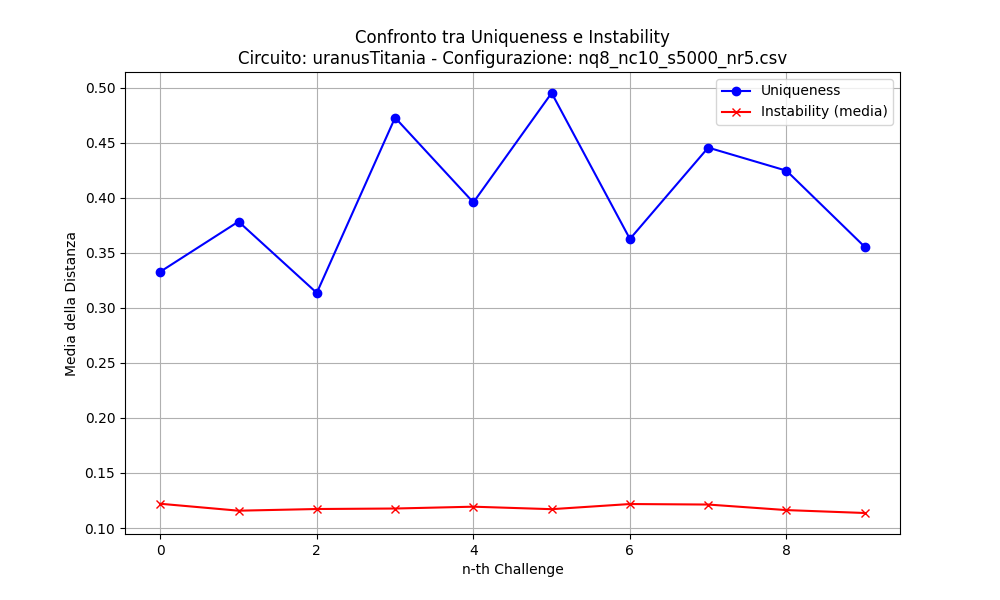 Confronto tra Uniqueness e Instability
Circuito: uranusTitania - Configurazione: nq8_nc10_s5000_nr5.csv
Uniqueness
Instability (media)
Media della Distanza
0.50
0.45
0.40
0.35
0.30
0.25
0.20
0.15
0.10
0 2 4 6 8
n-th Challenge